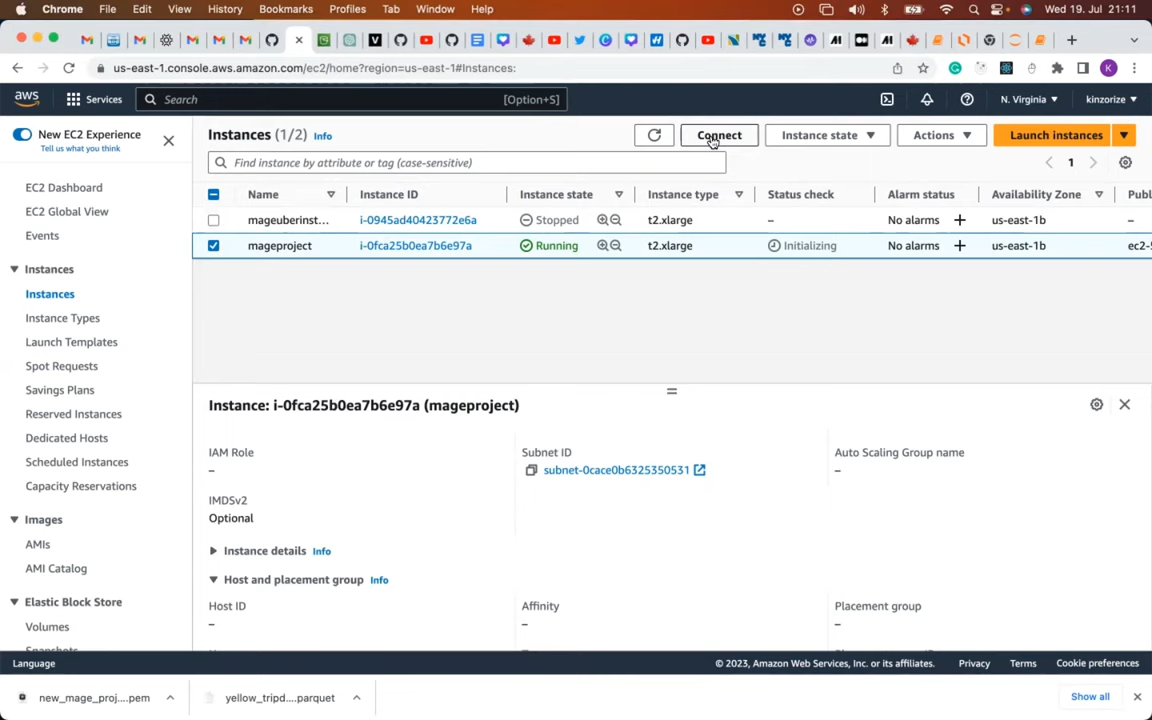 Chrome File Edit View History Bookmarks Profiles Tab Window Help Wed 19. Jul 21:11
us-east-1.console.aws.amazon.com/ec2/home?region=us-east-1#Instances:
aws Services Search [Option+S] N. Virginia kinzorize
New EC2 Experience
Tell us what you think
EC2 Dashboard
EC2 Global View
Events
Instances
Instances
Instance Types
Launch Templates
Spot Requests
Savings Plans
Reserved Instances
Dedicated Hosts
Scheduled Instances
Capacity Reservations
Images
AMIs
AMI Catalog
Elastic Block Store
Volumes
Snapshots
Instances (1/2) Info Connect Instance state Actions Launch instances
Find instance by attribute or tag (case-sensitive) 1
Name Instance ID Instance state Instance type Status check Alarm status Availability Zone Publ
mageuberinst... i-0945ad40423772e6a Stopped t2.xlarge – No alarms + us-east-1b –
mageproject i-0fca25b0ea7b6e97a Running t2.xlarge Initializing No alarms + us-east-1b ec2-5
Instance: i-0fca25b0ea7b6e97a (mageproject)
IAM Role Subnet ID Auto Scaling Group name
– subnet-0cace0b6325350531 –
IMDSv2
Optional
Instance details Info
Host and placement group Info
Host ID Affinity Placement group
– – –
Language © 2023, Amazon Web Services, Inc. or its affiliates. Privacy Terms Cookie preferences
new_mage_proj....pem yellow_tripd....parquet Show all